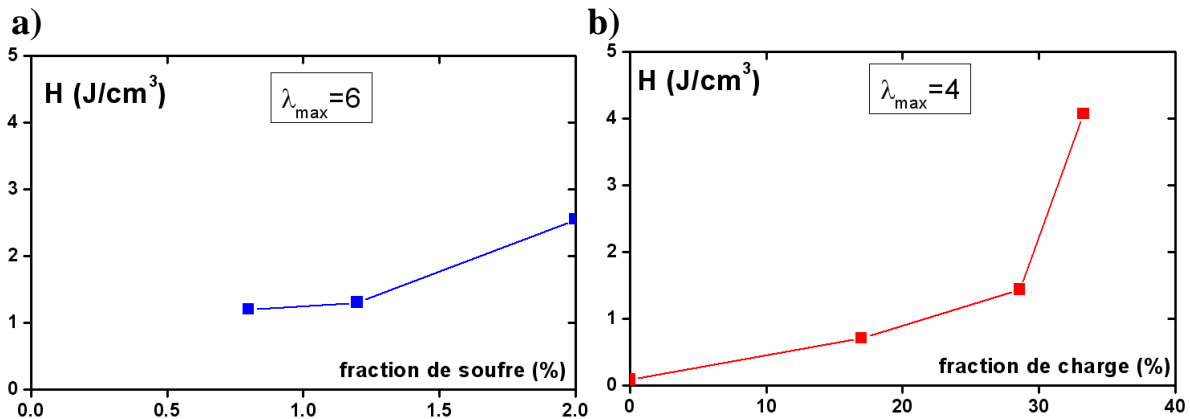 a)
5
4
3
2
1
0
H (J/cm³)
λmax=6
fraction de soufre (%)
0.0 0.5 1.0 1.5 2.0
b)
5
4
3
2
1
0
H (J/cm³)
λmax=4
fraction de charge (%)
0 10 20 30 40